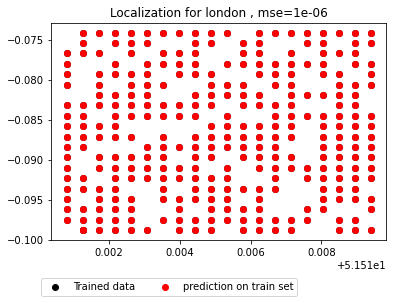 Localization for london , mse=1e-06
−0.075
−0.080
−0.085
−0.090
−0.095
−0.100
0.002 0.004 0.006 0.008
+5.151e1
Trained data prediction on train set